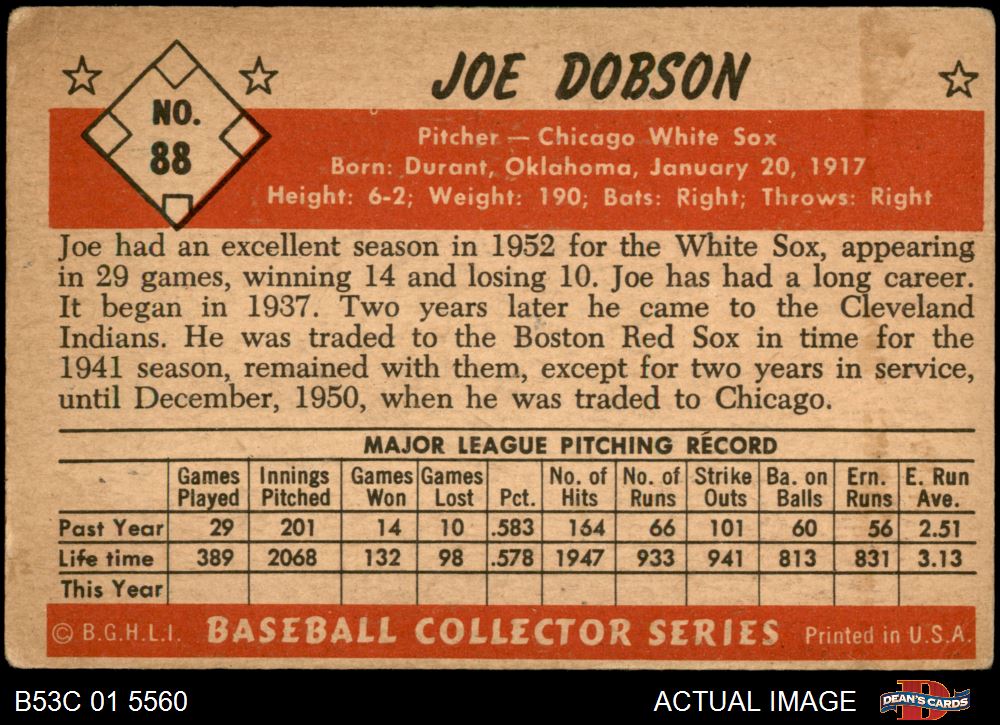 NO.
88
JOE DOBSON
Pitcher — Chicago White Sox
Born: Durant, Oklahoma, January 20, 1917
Height: 6-2; Weight: 190; Bats: Right; Throws: Right
Joe had an excellent season in 1952 for the White Sox, appearing
in 29 games, winning 14 and losing 10. Joe has had a long career.
It began in 1937. Two years later he came to the Cleveland
Indians. He was traded to the Boston Red Sox in time for the
1941 season, remained with them, except for two years in service,
until December, 1950, when he was traded to Chicago.
MAJOR LEAGUE PITCHING RECORD
Games Played Innings Pitched Games Won Games Lost Pct. No. of Hits No. of Runs Strike Outs Ba. on Balls Ern. Runs E. Run Ave.
Past Year 29 201 14 10 .583 164 66 101 60 56 2.51
Life time 389 2068 132 98 .578 1947 933 941 813 831 3.13
This Year
© B.G.H.L.I. BASEBALL COLLECTOR SERIES Printed in U.S.A.
B53C 01 5560 ACTUAL IMAGE DEAN'S CARDS